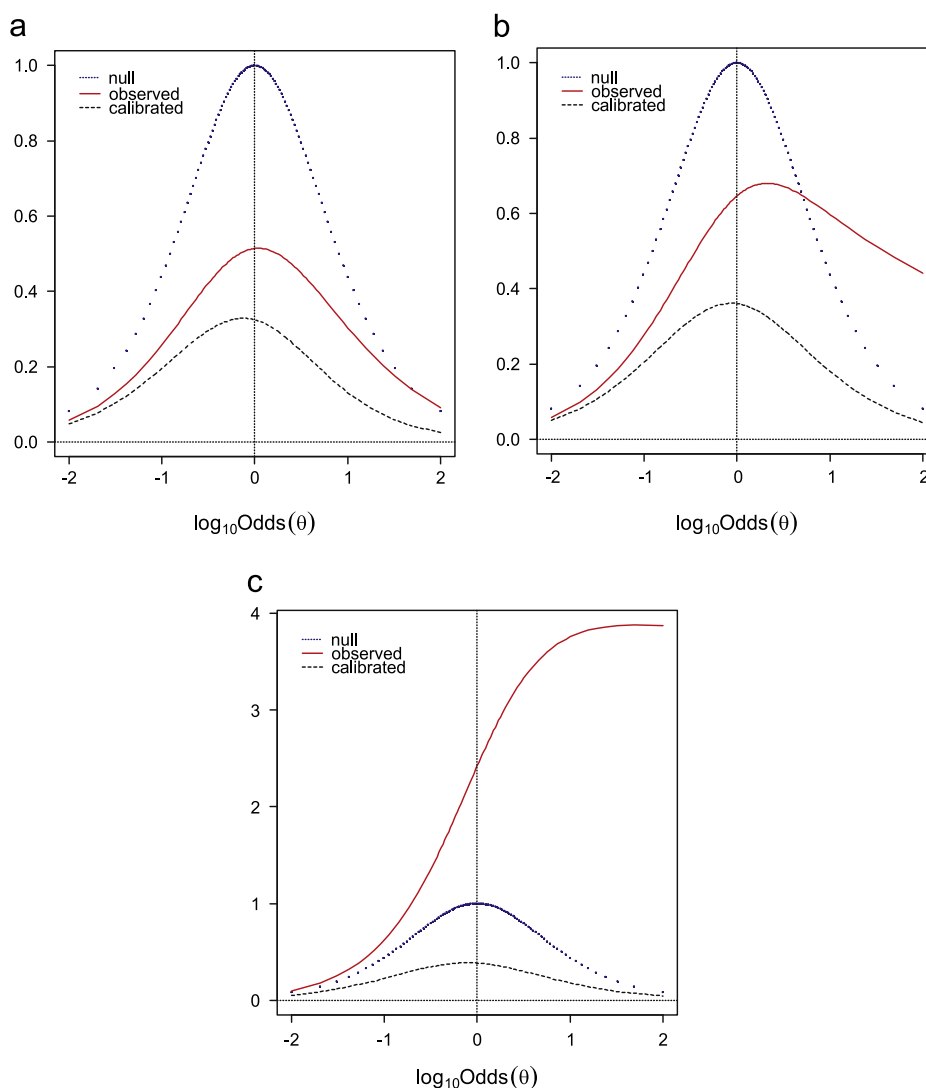 a
1.0
0.8
0.6
0.4
0.2
0.0
null
observed
calibrated
-2 -1 0 1 2
log10Odds(θ)
b
1.0
0.8
0.6
0.4
0.2
0.0
null
observed
calibrated
-2 -1 0 1 2
log10Odds(θ)
c
4
3
2
1
0
null
observed
calibrated
-2 -1 0 1 2
log10Odds(θ)